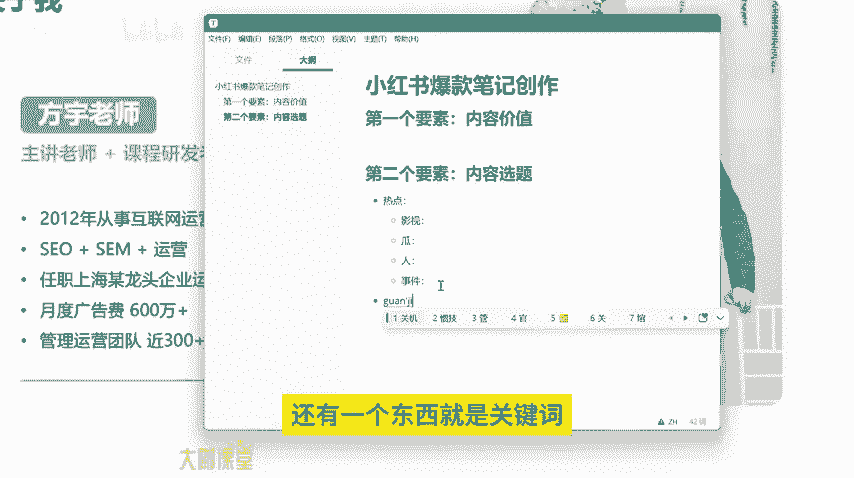 关于我
方宇老师
主讲老师 + 课程研发老
• 2012年从事互联网运营
• SEO + SEM + 运营
• 任职上海某龙头企业运
• 月度广告费 600万+
• 管理运营团队 近300+
文件(F) 编辑(E) 段落(P) 格式(O) 视图(V) 主题(T) 帮助(H)
文件 大纲
小红书爆款笔记创作
第一个要素：内容价值
第二个要素：内容选题
小红书爆款笔记创作
第一个要素：内容价值
第二个要素：内容选题
• 热点：
◦ 影视：
◦ 瓜：
◦ 人：
◦ 事件：
• guan'ji
1 关机 2 惯技 3 管 4 官 5 6 关 7 棺
ZH 42 词
还有一个东西就是关键词
大师课堂